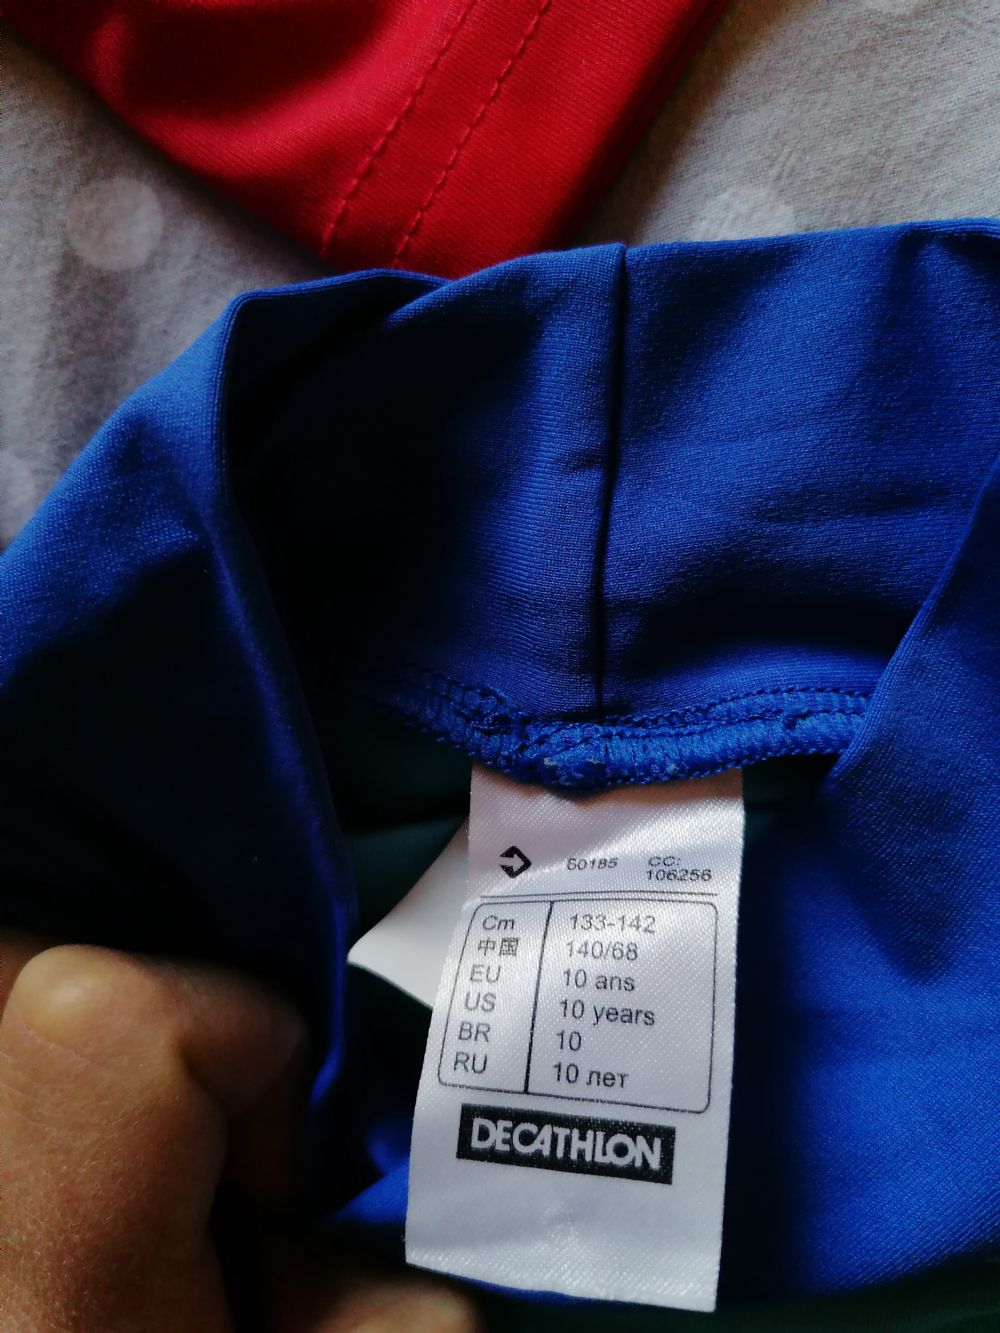 S0185 CC:
106256
Cm 133-142
中国 140/68
EU 10 ans
US 10 years
BR 10
RU 10 лет
DECATHLON